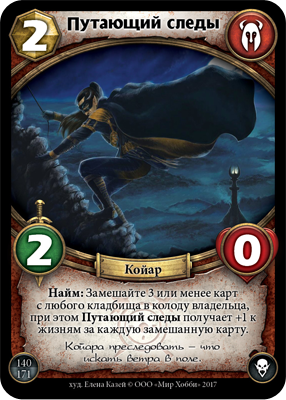 2
Путающий следы
2
Койар
0
Найм: Замешайте 3 или менее карт
с любого кладбища в колоду владельца,
при этом Путающий следы получает +1 к
жизням за каждую замешанную карту.
Койара преследовать – что
искать ветра в поле.
140
171
худ. Елена Казей © ООО «Мир Хобби» 2017